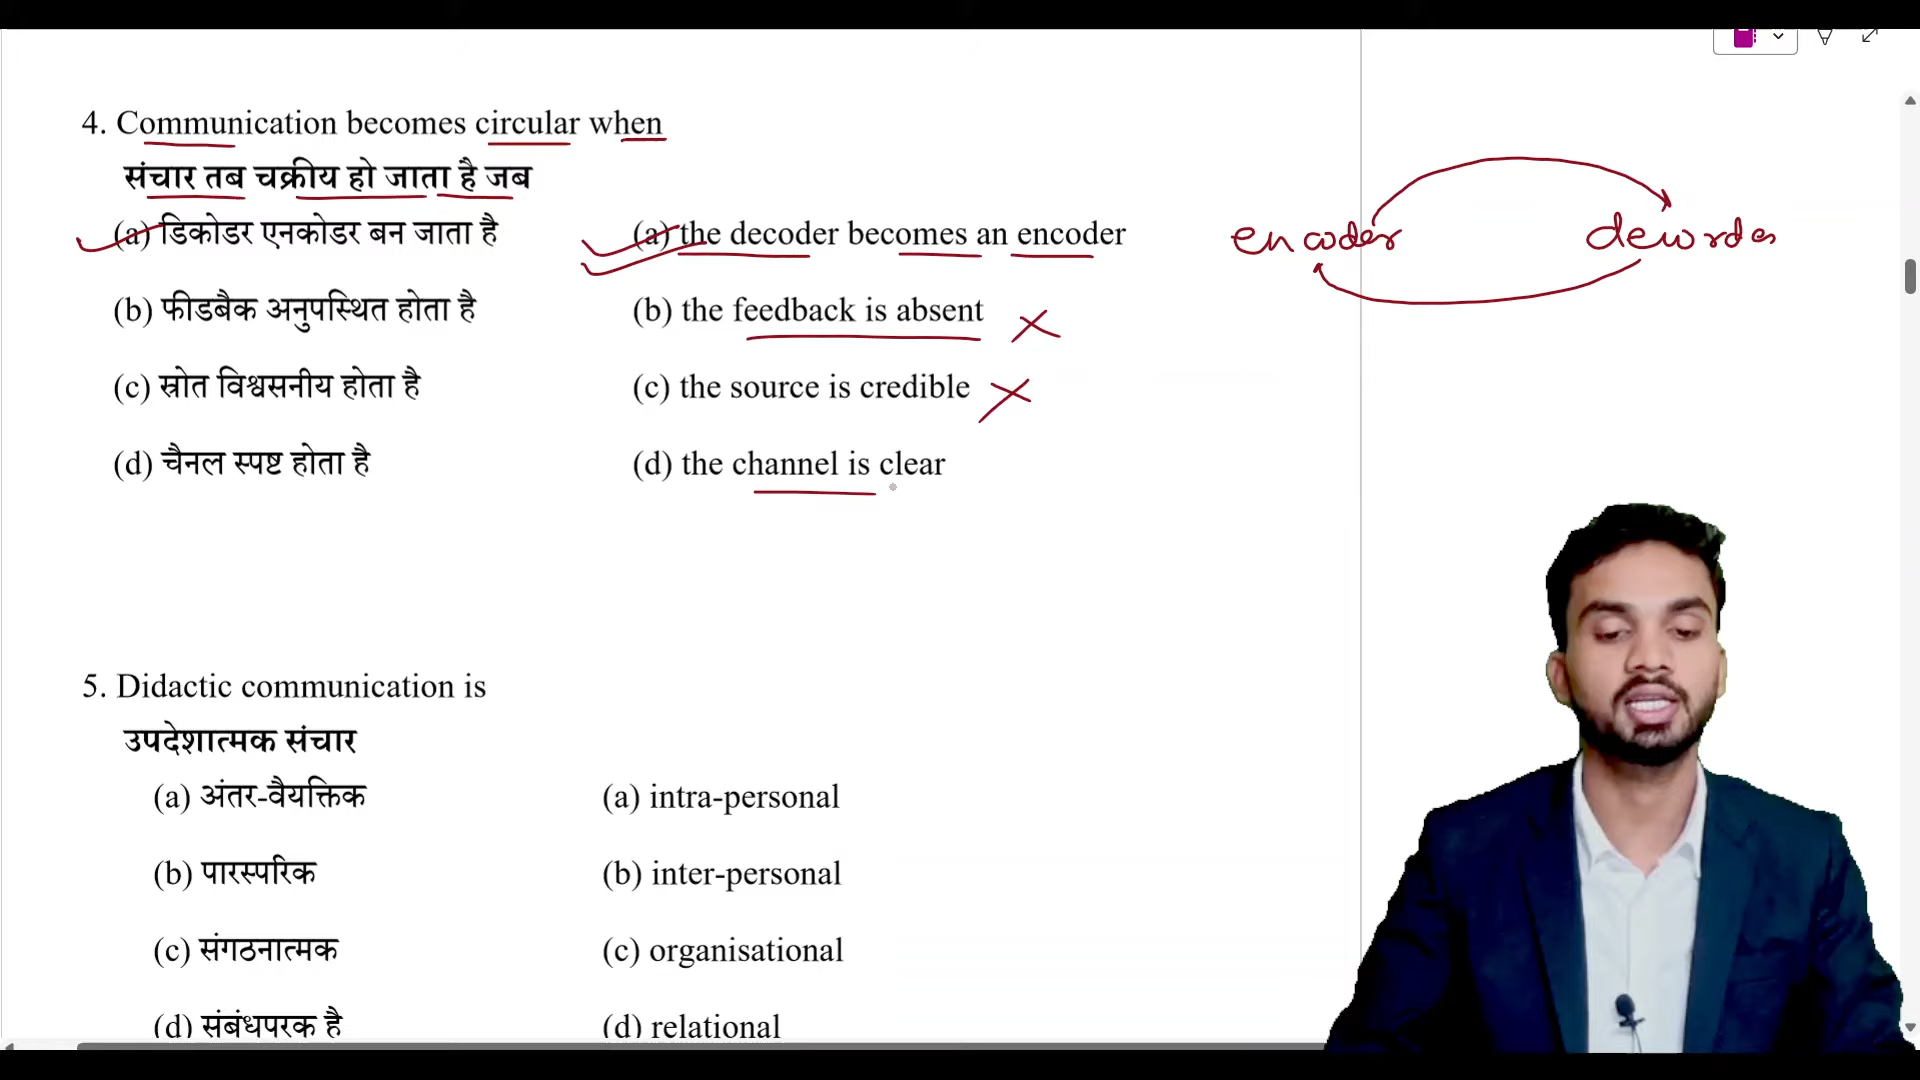 4. Communication becomes circular when
संचार तब चक्रीय हो जाता है जब
(a) डिकोडर एनकोडर बन जाता है (a) the decoder becomes an encoder
encoder
(b) फीडबैक अनुपस्थित होता है (b) the feedback is absent
(c) स्रोत विश्वसनीय होता है (c) the source is credible
(d) चैनल स्पष्ट होता है (d) the channel is clear
5. Didactic communication is
उपदेशात्मक संचार
(a) अंतर-वैयक्तिक (a) intra-personal
(b) पारस्परिक (b) inter-personal
(c) संगठनात्मक (c) organisational
(d) संबंधपरक है (d) relational